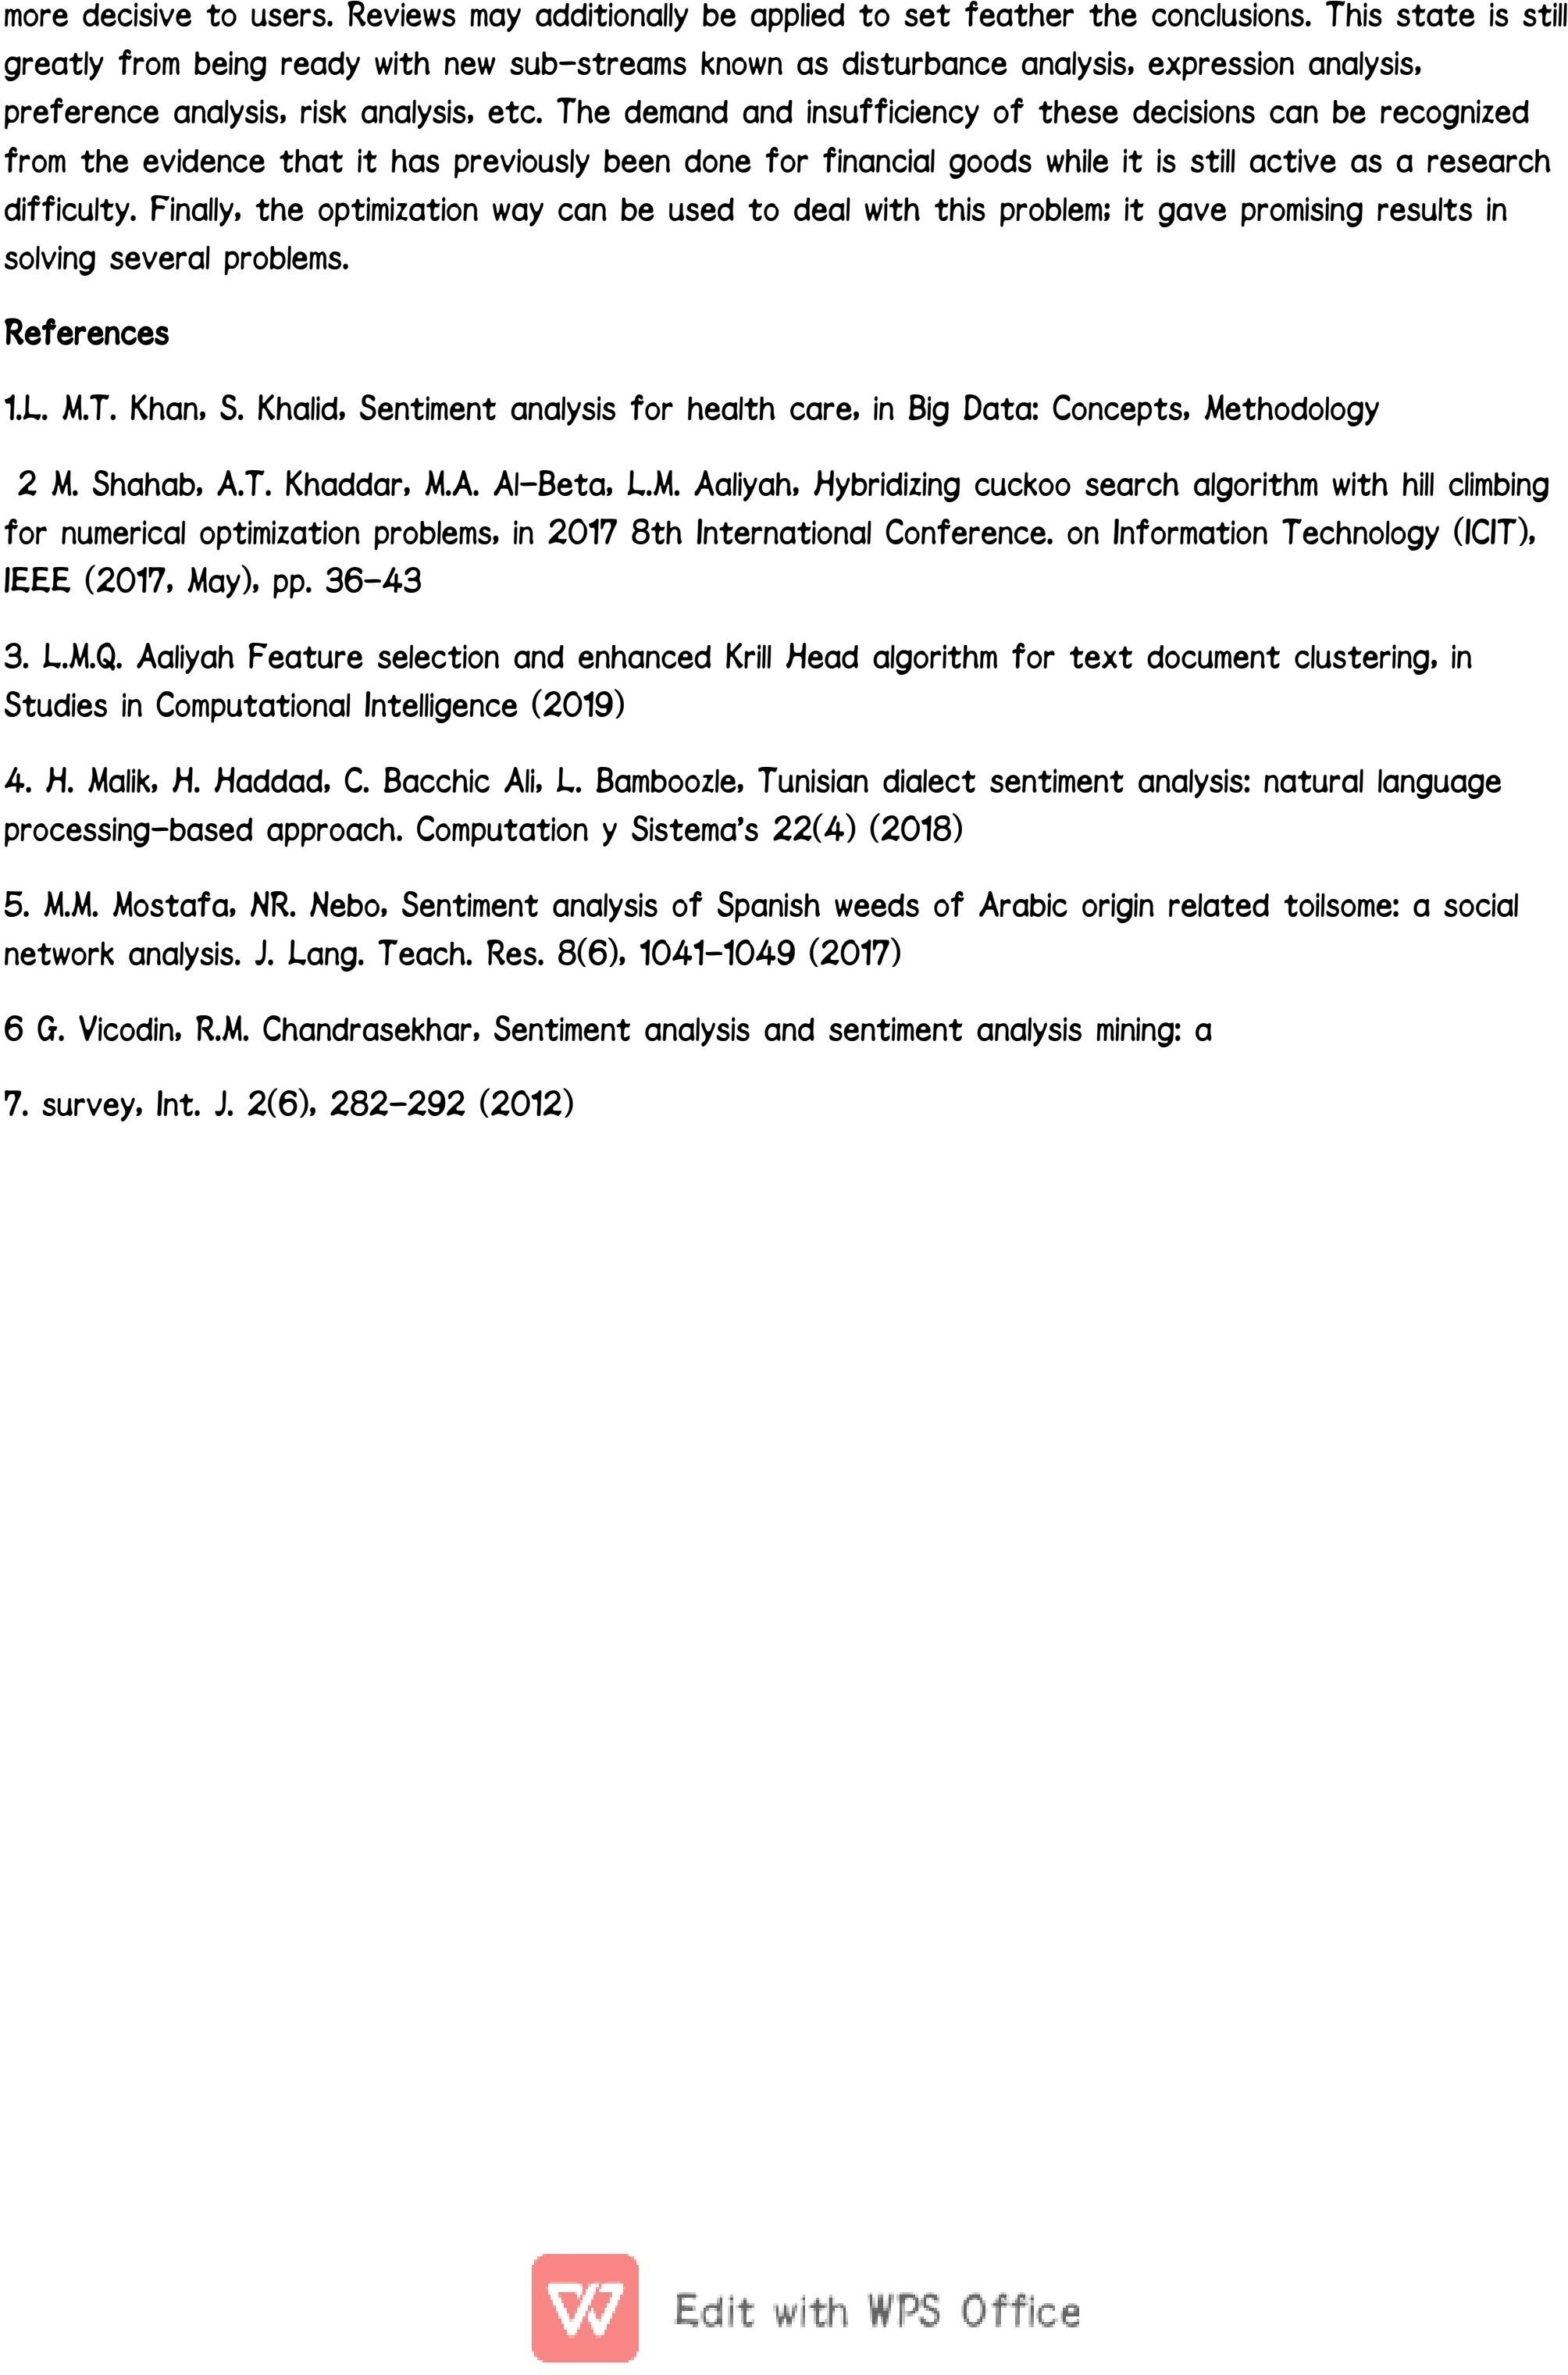 more decisive to users. Reviews may additionally be applied to set feather the conclusions. This state is still
greatly from being ready with new sub-streams known as disturbance analysis, expression analysis,
preference analysis, risk analysis, etc. The demand and insufficiency of these decisions can be recognized
from the evidence that it has previously been done for financial goods while it is still active as a research
difficulty. Finally, the optimization way can be used to deal with this problem; it gave promising results in
solving several problems.
References
1.L. M.T. Khan, S. Khalid, Sentiment analysis for health care, in Big Data: Concepts, Methodology
2 M. Shahab, A.T. Khaddar, M.A. Al-Beta, L.M. Aaliyah, Hybridizing cuckoo search algorithm with hill climbing
for numerical optimization problems, in 2017 8th International Conference. on Information Technology (ICIT),
IEEE (2017, May), pp. 36-43
3. L.M.Q. Aaliyah Feature selection and enhanced Krill Head algorithm for text document clustering, in
Studies in Computational Intelligence (2019)
4. H. Malik, H. Haddad, C. Bacchic Ali, L. Bamboozle, Tunisian dialect sentiment analysis: natural language
processing-based approach. Computation y Sistema's 22(4) (2018)
5. M.M. Mostafa, NR. Nebo, Sentiment analysis of Spanish weeds of Arabic origin related toilsome: a social
network analysis. J. Lang. Teach. Res. 8(6), 1041-1049 (2017)
6 G. Vicodin, R.M. Chandrasekhar, Sentiment analysis and sentiment analysis mining: a
7. survey, Int. J. 2(6), 282-292 (2012)
Edit with WPS Office